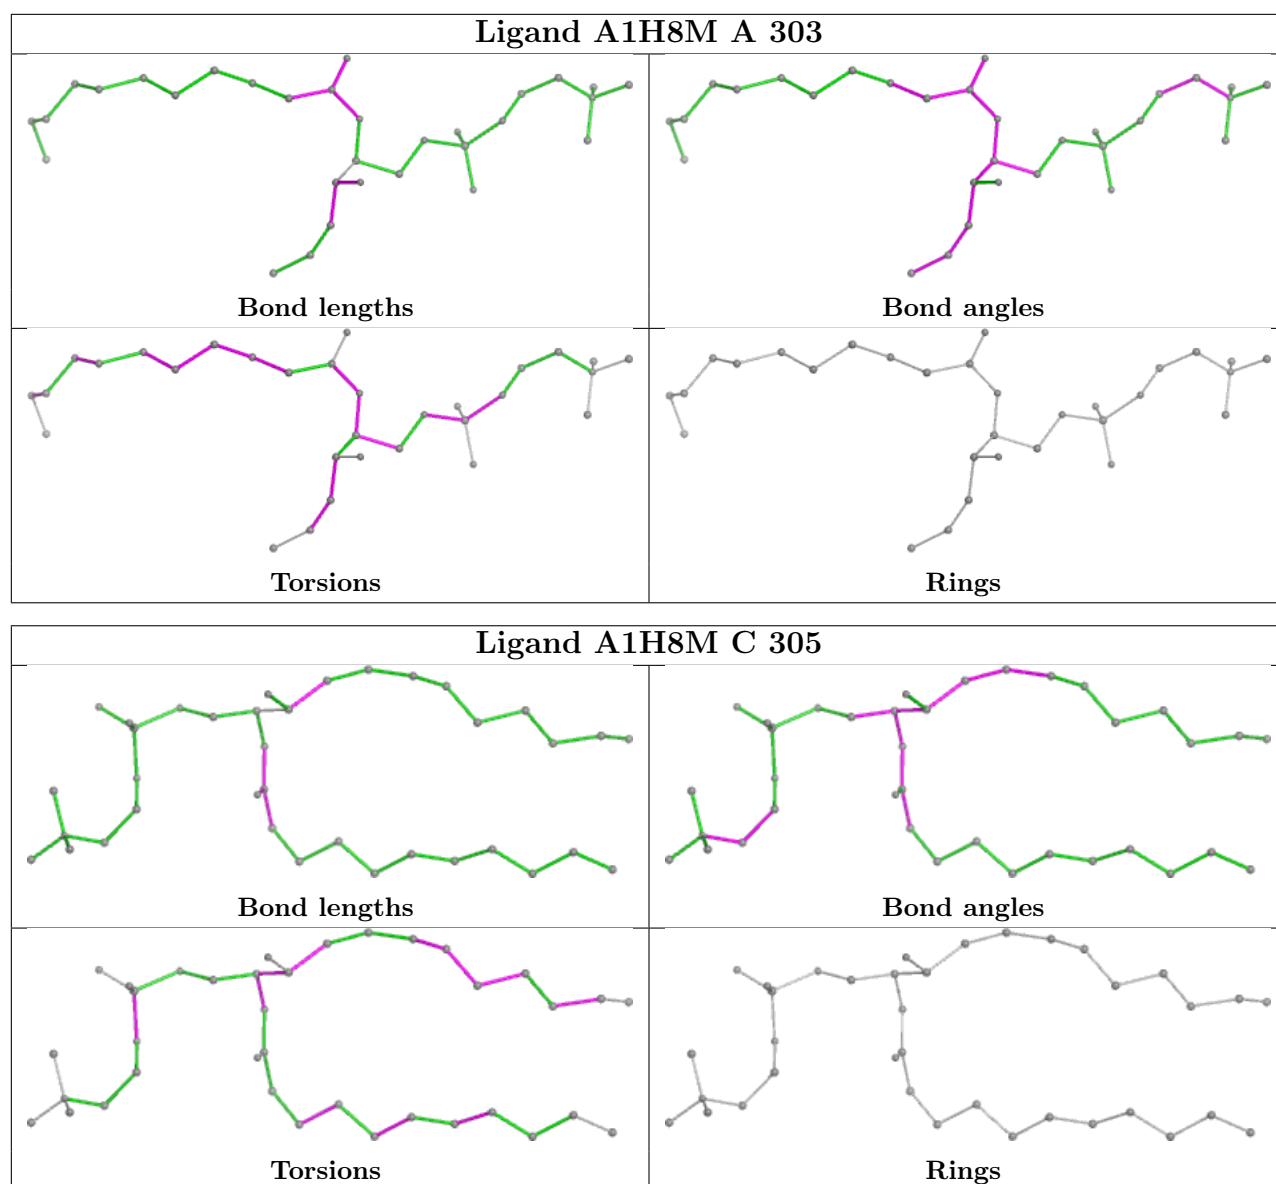 Ligand A1H8M A 303
Bond lengths
Bond angles
Torsions
Rings
Ligand A1H8M C 305
Bond lengths
Bond angles
Torsions
Rings